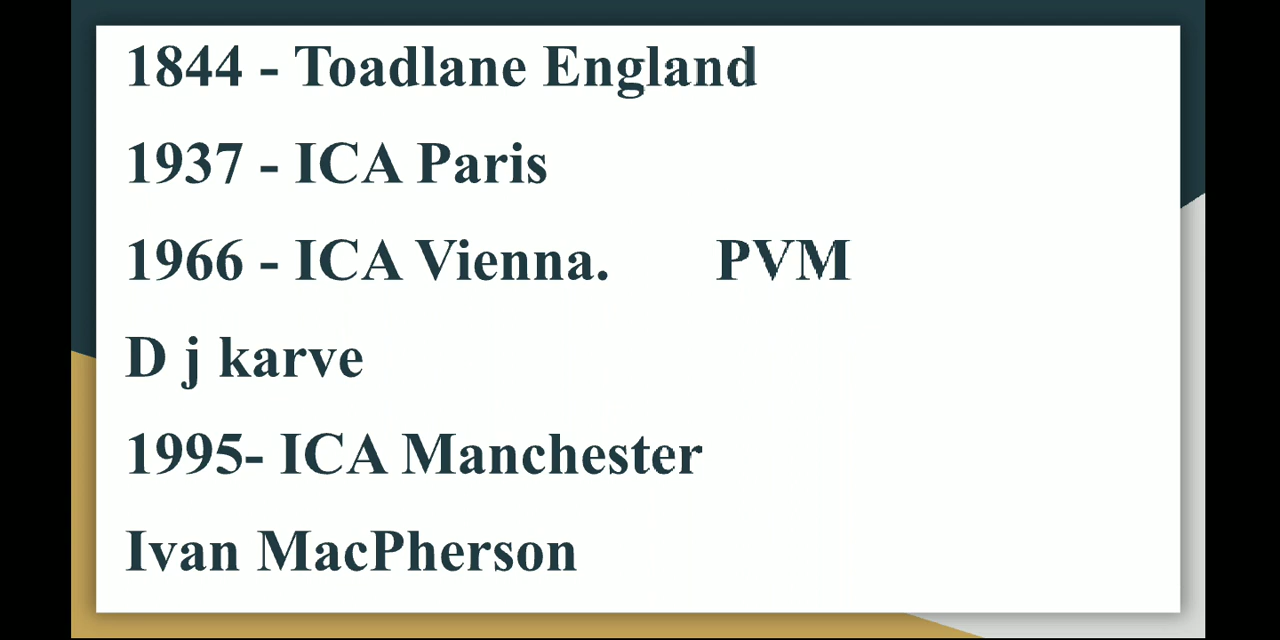 1844 - Toadlane England
1937 - ICA Paris
1966 - ICA Vienna. PVM
D j karve
1995- ICA Manchester
Ivan MacPherson